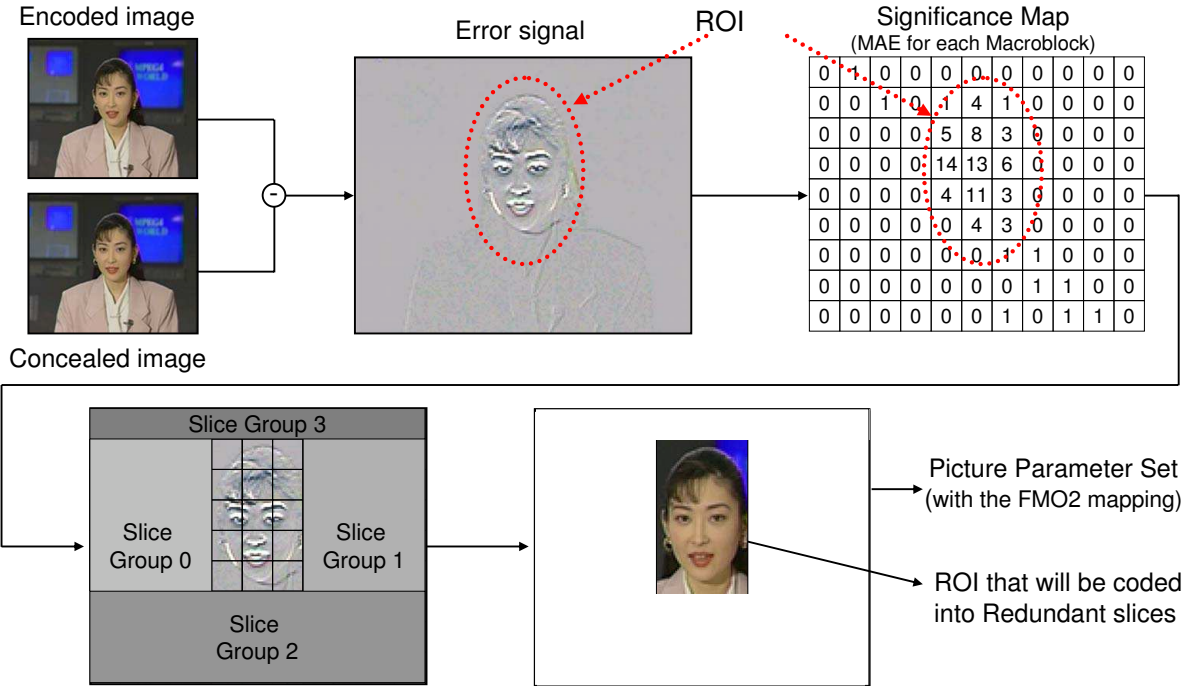 Encoded image
Error signal
ROI
Significance Map
(MAE for each Macroblock)
MPEG4
WORLD
-
MPEG4
WORLD
0 1 0 0 0 0 0 0 0 0 0
0 0 1 0 1 4 1 0 0 0 0
0 0 0 0 5 8 3 0 0 0 0
0 0 0 0 14 13 6 0 0 0 0
0 0 0 0 4 11 3 0 0 0 0
0 0 0 0 0 4 3 0 0 0 0
0 0 0 0 0 0 1 1 0 0 0
0 0 0 0 0 0 0 1 1 0 0
0 0 0 0 0 0 1 0 1 1 0
Concealed image
Slice Group 3
Slice
Group 0
Slice
Group 1
Slice
Group 2
Picture Parameter Set
(with the FMO2 mapping)
ROI that will be coded
into Redundant slices